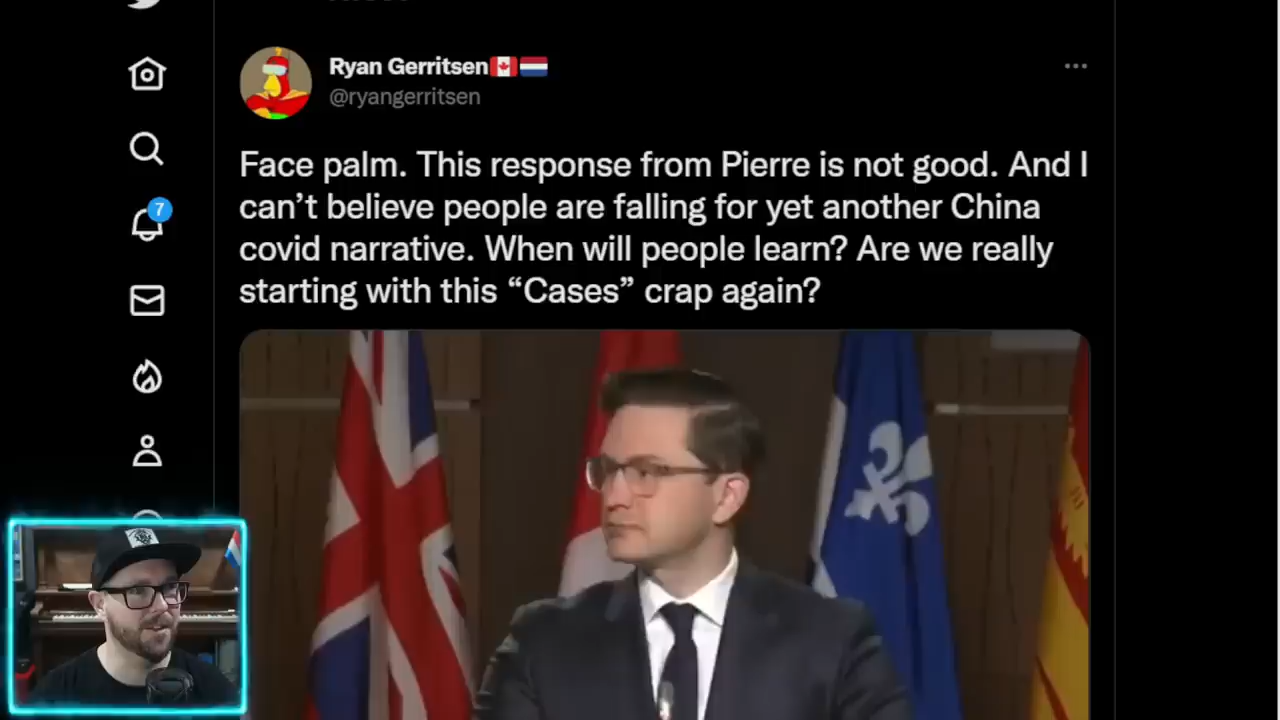 Ryan Gerritsen🇨🇦🇳🇱
@ryangerritsen
Face palm. This response from Pierre is not good. And I
can’t believe people are falling for yet another China
covid narrative. When will people learn? Are we really
starting with this “Cases” crap again?
7